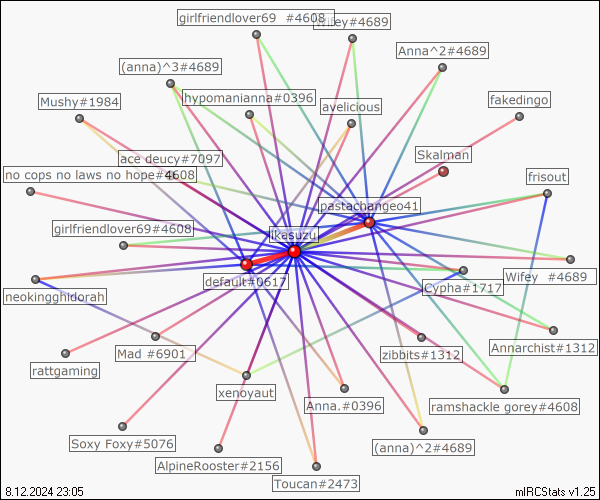 girlfriendlover69 #4608
Wifey#4689
Anna^2#4689
(anna)^3#4689
hypomanianna#0396
Mushy#1984
avelicious
fakedingo
ace deucy#7097
Skalman
no cops no laws no hope#4608
frisout
pastachangeo41
girlfriendlover69#4608
ikasuzu
default#0617
Wifey #4689
Cypha#1717
neokingghidorah
Annarchist#1312
Mad #6901
zibbits#1312
rattgaming
xenoyaut
Anna.#0396
ramshackle gorey#4608
Soxy Foxy#5076
(anna)^2#4689
AlpineRooster#2156
Toucan#2473
8.12.2024 23:05
mIRCStats v1.25